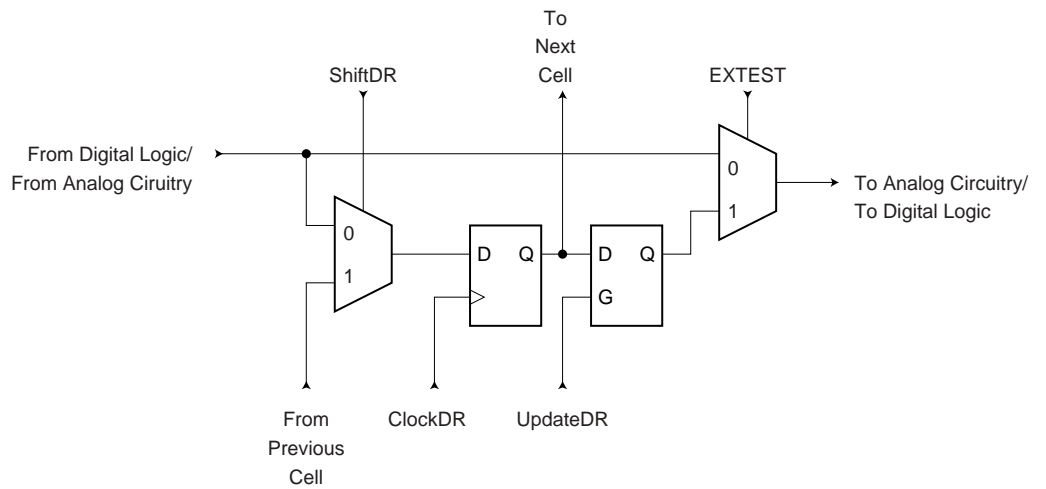 To
Next
Cell
ShiftDR
EXTEST
From Digital Logic/
From Analog Ciruitry
0
1
To Analog Circuitry/
To Digital Logic
0
1
D Q
D Q
G
From
Previous
Cell
ClockDR
UpdateDR